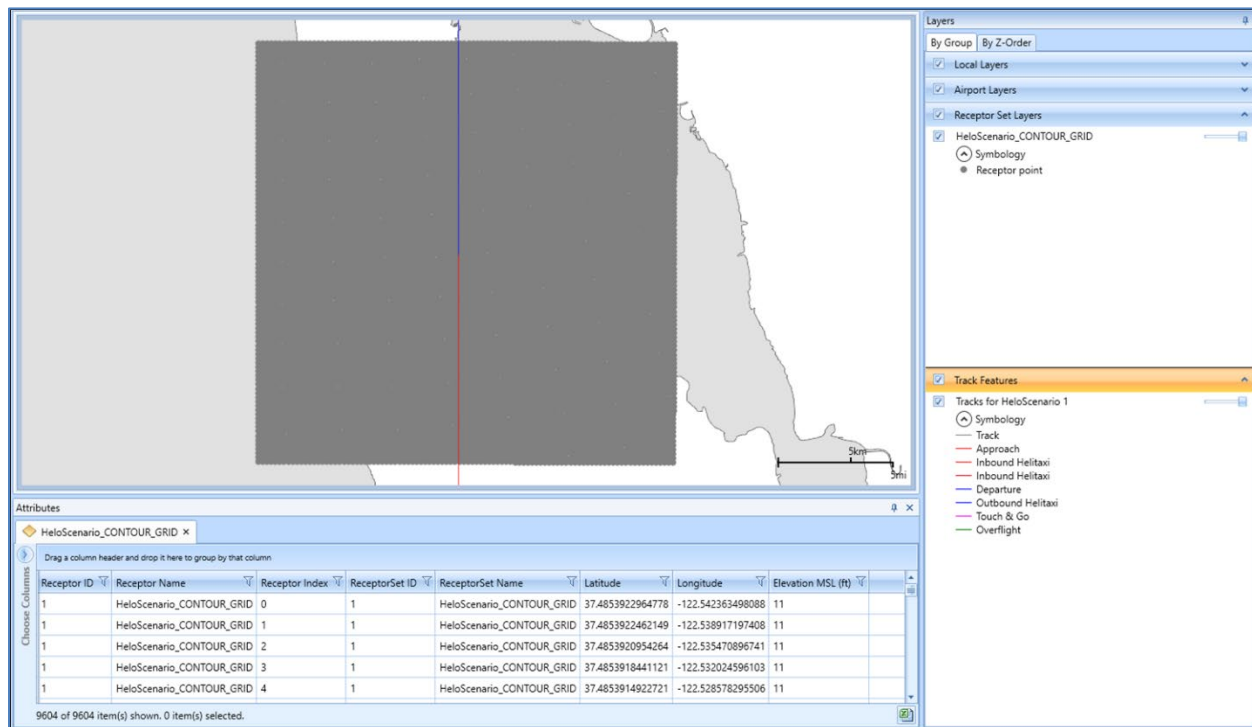 Layers
By Group By Z-Order
Local Layers
Airport Layers
Receptor Set Layers
HeloScenario_CONTOUR_GRID
Symbology
Receptor point
5km
Track Features
Tracks for HeloScenario 1
Symbology
Track
Approach
Inbound Helitaxi
Inbound Helitaxi
Departure
Outbound Helitaxi
Touch & Go
Overflight
Attributes
HeloScenario_CONTOUR_GRID
Choose Columns
Drag a column header and drop it here to group by that column
Receptor ID Receptor Name Receptor Index ReceptorSet ID ReceptorSet Name Latitude Longitude Elevation MSL (ft)
1 HeloScenario_CONTOUR_GRID 0 1 HeloScenario_CONTOUR_GRID 37.4853922964778 -122.542363498088 11
1 HeloScenario_CONTOUR_GRID 1 1 HeloScenario_CONTOUR_GRID 37.4853922462149 -122.538917197408 11
1 HeloScenario_CONTOUR_GRID 2 1 HeloScenario_CONTOUR_GRID 37.4853920954264 -122.535470896741 11
1 HeloScenario_CONTOUR_GRID 3 1 HeloScenario_CONTOUR_GRID 37.4853918441121 -122.532024596103 11
1 HeloScenario_CONTOUR_GRID 4 1 HeloScenario_CONTOUR_GRID 37.4853914922721 -122.528578295506 11
9604 of 9604 item(s) shown. 0 item(s) selected.